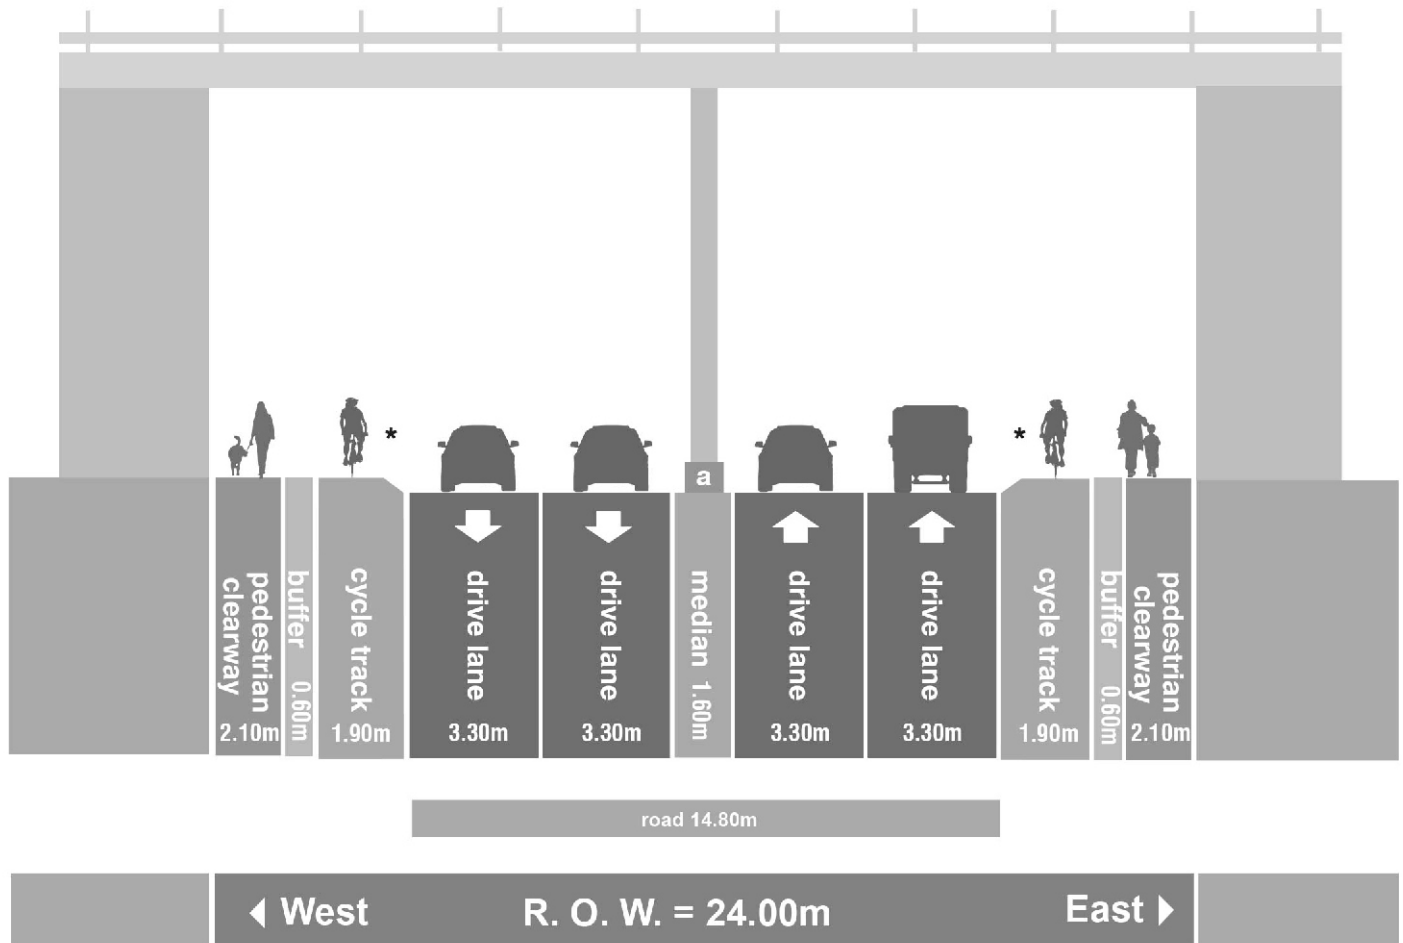 *
*
a
pedestrian
clearway
2.10m
buffer 0.60m
cycle track
1.90m
drive lane
3.30m
drive lane
3.30m
median 1.60m
drive lane
3.30m
drive lane
3.30m
cycle track
1.90m
buffer 0.60m
pedestrian
clearway
2.10m
road 14.80m
West
R. O. W. = 24.00m
East